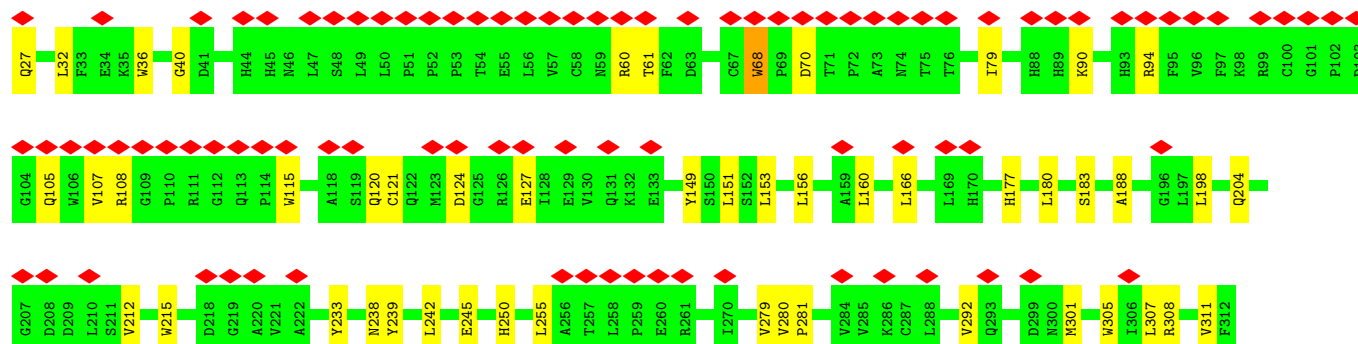 Q27 L32 F33 E34 K35 W36 G40 D41 H44 H45 N46 L47 S48 L49 L50 P51 P52 P53 T54 E55 L56 V57 C58 N59 R60 T61 F62 D63 C67 W68 P69 D70 T71 P72 A73 N74 T75 T76 I79 H88 H89 K90 H93 R94 F95 V96 F97 K98 R99 C100 G101 P102
G104 Q105 W106 V107 R108 G109 P110 R111 G112 Q113 P114 W115 A118 S119 Q120 C121 Q122 M123 D124 G125 R126 E127 I128 E129 V130 Q131 K132 E133 Y149 S150 L151 S152 L153 L156 A159 L160 L166 L169 H170 H177 L180 S183 A188 G196 L197 L198 Q204
G207 D208 D209 L210 S211 V212 W215 D218 G219 A220 V221 A222 Y233 N238 Y239 L242 E245 H250 L255 A256 T257 L258 P259 E260 R261 I270 V279 V280 P281 V284 V285 K286 C287 L288 V292 Q293 D299 N300 M301 W305 I306 L307 R308 V311 F312